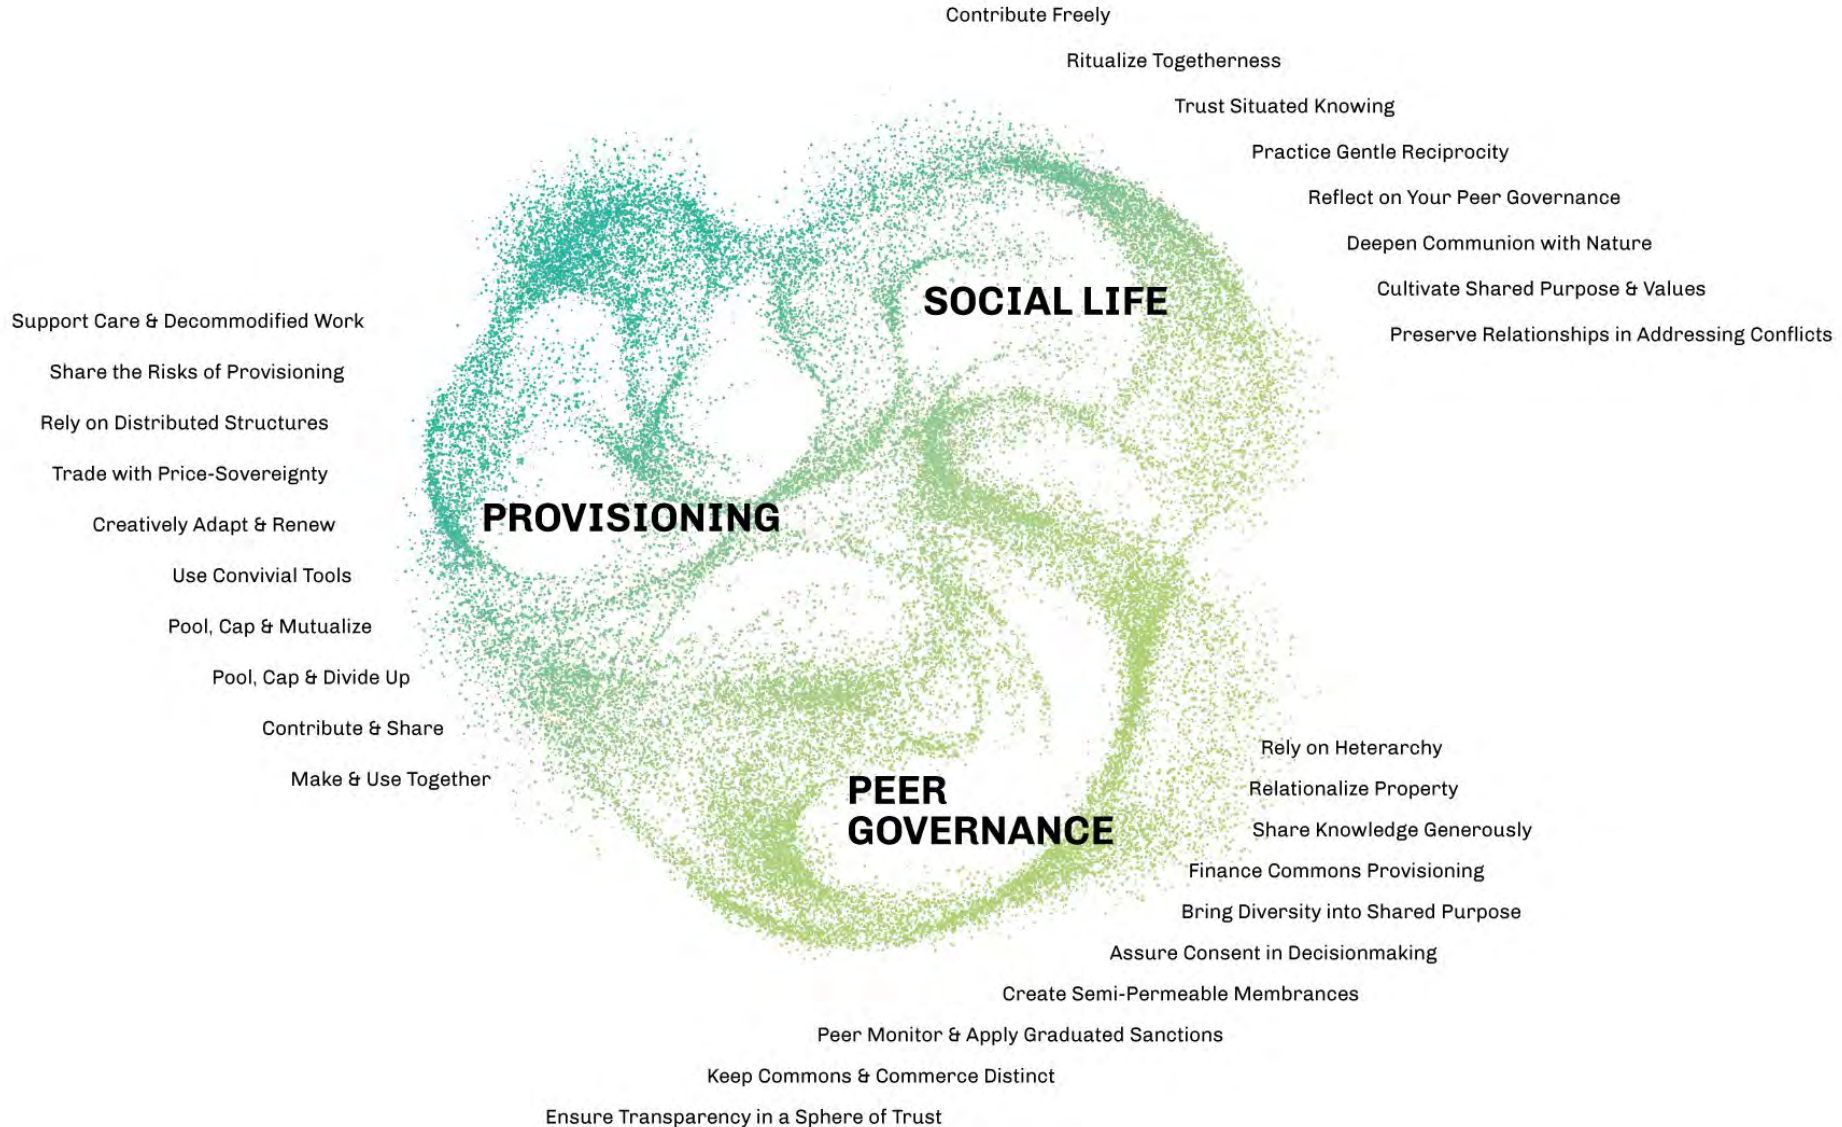 Contribute Freely
Ritualize Togetherness
Trust Situated Knowing
Practice Gentle Reciprocity
Reflect on Your Peer Governance
Deepen Communion with Nature
Cultivate Shared Purpose & Values
Preserve Relationships in Addressing Conflicts
SOCIAL LIFE
Support Care & Decommodified Work
Share the Risks of Provisioning
Rely on Distributed Structures
Trade with Price-Sovereignty
Creatively Adapt & Renew
Use Convivial Tools
Pool, Cap & Mutualize
Pool, Cap & Divide Up
Contribute & Share
Make & Use Together
PROVISIONING
PEER
GOVERNANCE
Rely on Heterarchy
Relationalize Property
Share Knowledge Generously
Finance Commons Provisioning
Bring Diversity into Shared Purpose
Assure Consent in Decisionmaking
Create Semi-Permeable Membrances
Peer Monitor & Apply Graduated Sanctions
Keep Commons & Commerce Distinct
Ensure Transparency in a Sphere of Trust